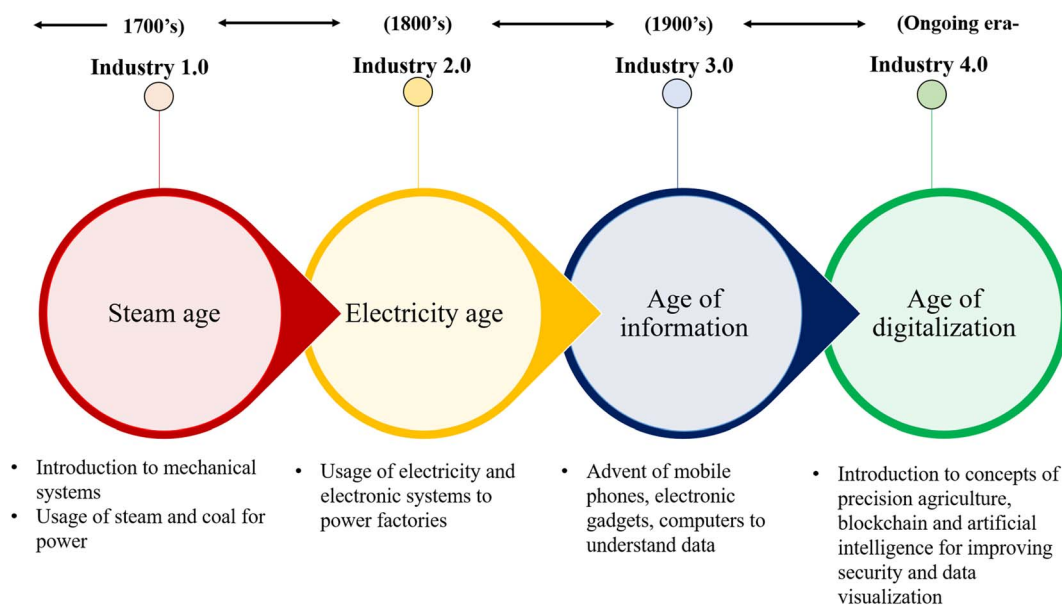 1700’s)
(1800’s)
(1900’s)
(Ongoing era-
Industry 1.0
Industry 2.0
Industry 3.0
Industry 4.0
Steam age
Electricity age
Age of
information
Age of
digitalization
• Introduction to mechanical
systems
• Usage of steam and coal for
power
• Usage of electricity and
electronic systems to
power factories
• Advent of mobile
phones, electronic
gadgets, computers to
understand data
• Introduction to concepts of
precision agriculture,
blockchain and artificial
intelligence for improving
security and data
visualization